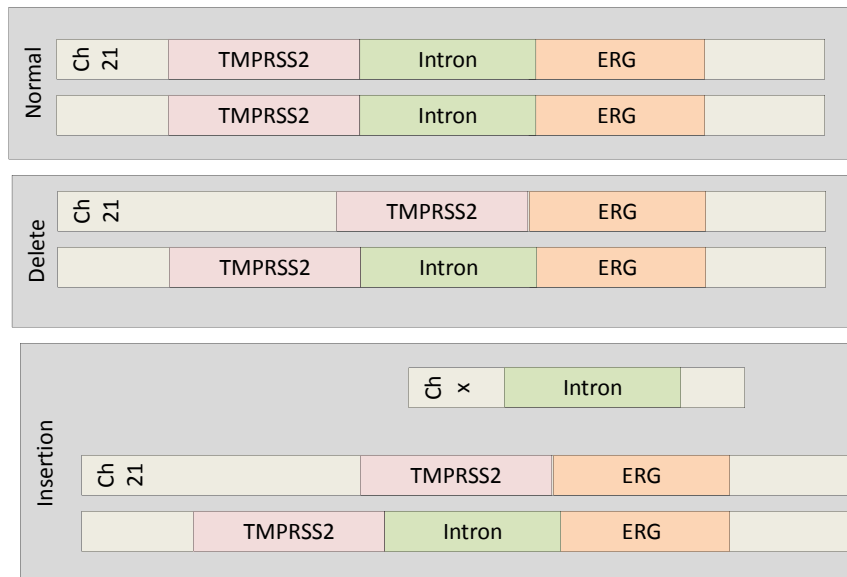 Normal
Ch 21
TMPRSS2 Intron ERG
TMPRSS2 Intron ERG
Delete
Ch 21
TMPRSS2 ERG
TMPRSS2 Intron ERG
Insertion
Ch x
Intron
Ch 21
TMPRSS2 ERG
TMPRSS2 Intron ERG